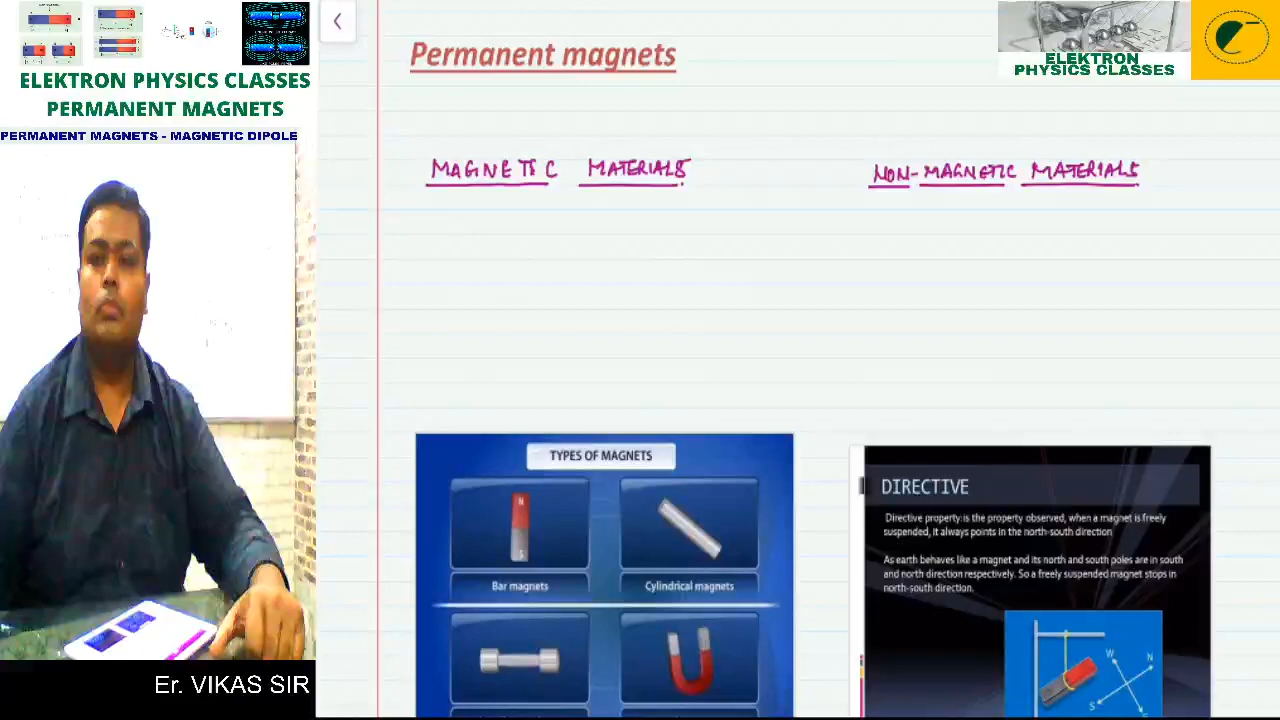 ELEKTRON PHYSICS CLASSES
PERMANENT MAGNETS
PERMANENT MAGNETS - MAGNETIC DIPOLE
Er. VIKAS SIR
Permanent magnets
ELEKTRON
PHYSICS CLASSES
MAGNETIC MATERIALS
NON-MAGNETIC MATERIALS
TYPES OF MAGNETS
N
S
Bar magnets
Cylindrical magnets
DIRECTIVE
Directive property is the property observed, when a magnet is freely
suspended, it always points in the north-south direction
As earth behaves like a magnet and its north and south poles are in south
and north direction respectively. So a freely suspended magnet stops in
north-south direction.
W
N
S